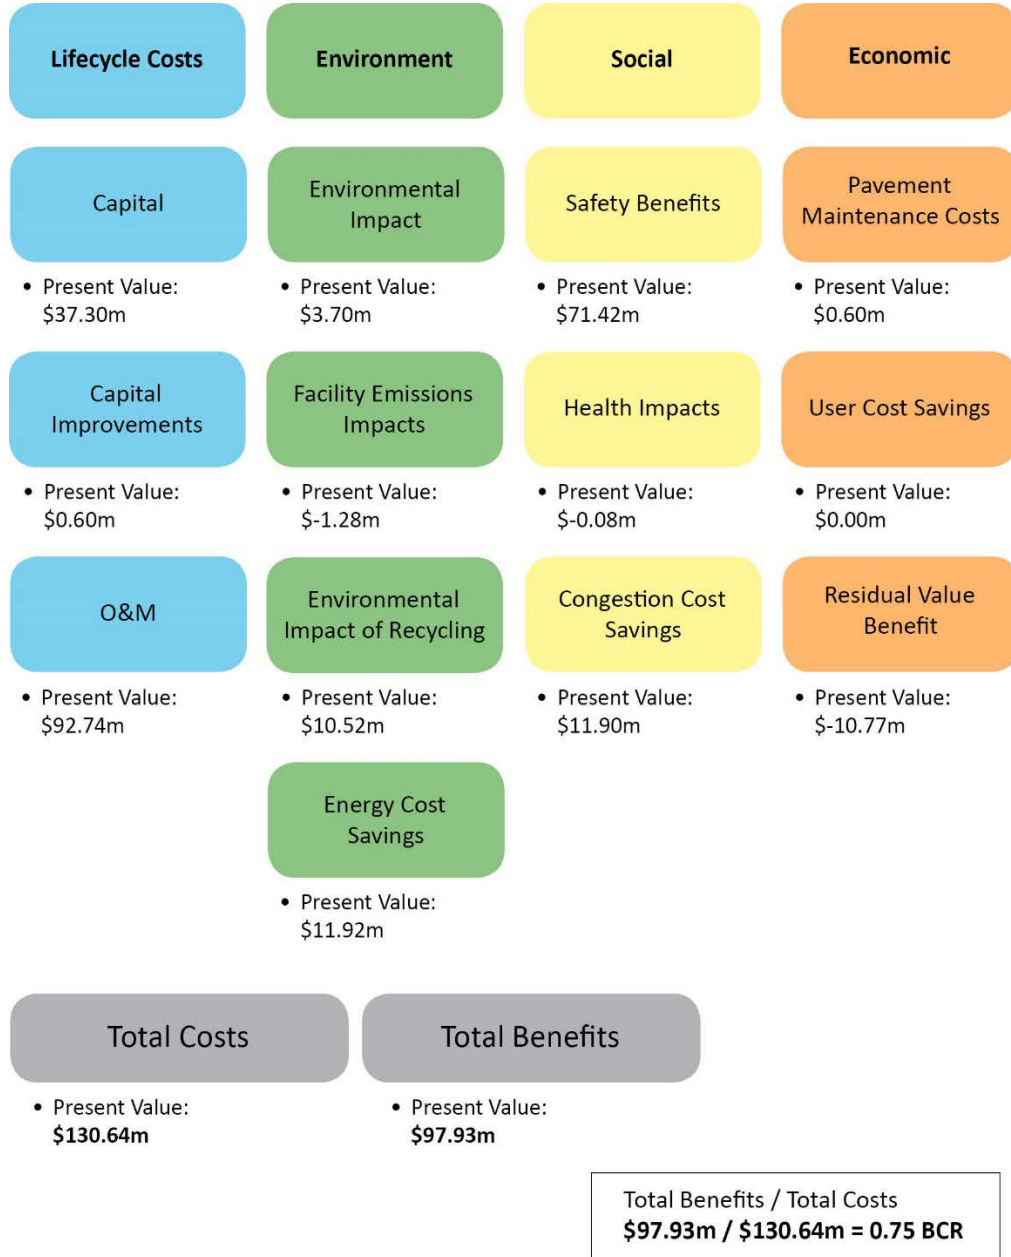 Lifecycle Costs
Environment
Social
Economic
Capital
Environmental
Impact
Safety Benefits
Pavement
Maintenance Costs
• Present Value:
$37.30m
• Present Value:
$3.70m
• Present Value:
$71.42m
• Present Value:
$0.60m
Capital
Improvements
Facility Emissions
Impacts
Health Impacts
User Cost Savings
• Present Value:
$0.60m
• Present Value:
$-1.28m
• Present Value:
$-0.08m
• Present Value:
$0.00m
O&M
Environmental
Impact of Recycling
Congestion Cost
Savings
Residual Value
Benefit
• Present Value:
$92.74m
• Present Value:
$10.52m
• Present Value:
$11.90m
• Present Value:
$-10.77m
Energy Cost
Savings
• Present Value:
$11.92m
Total Costs
Total Benefits
• Present Value:
$130.64m
• Present Value:
$97.93m
Total Benefits / Total Costs
$97.93m / $130.64m = 0.75 BCR